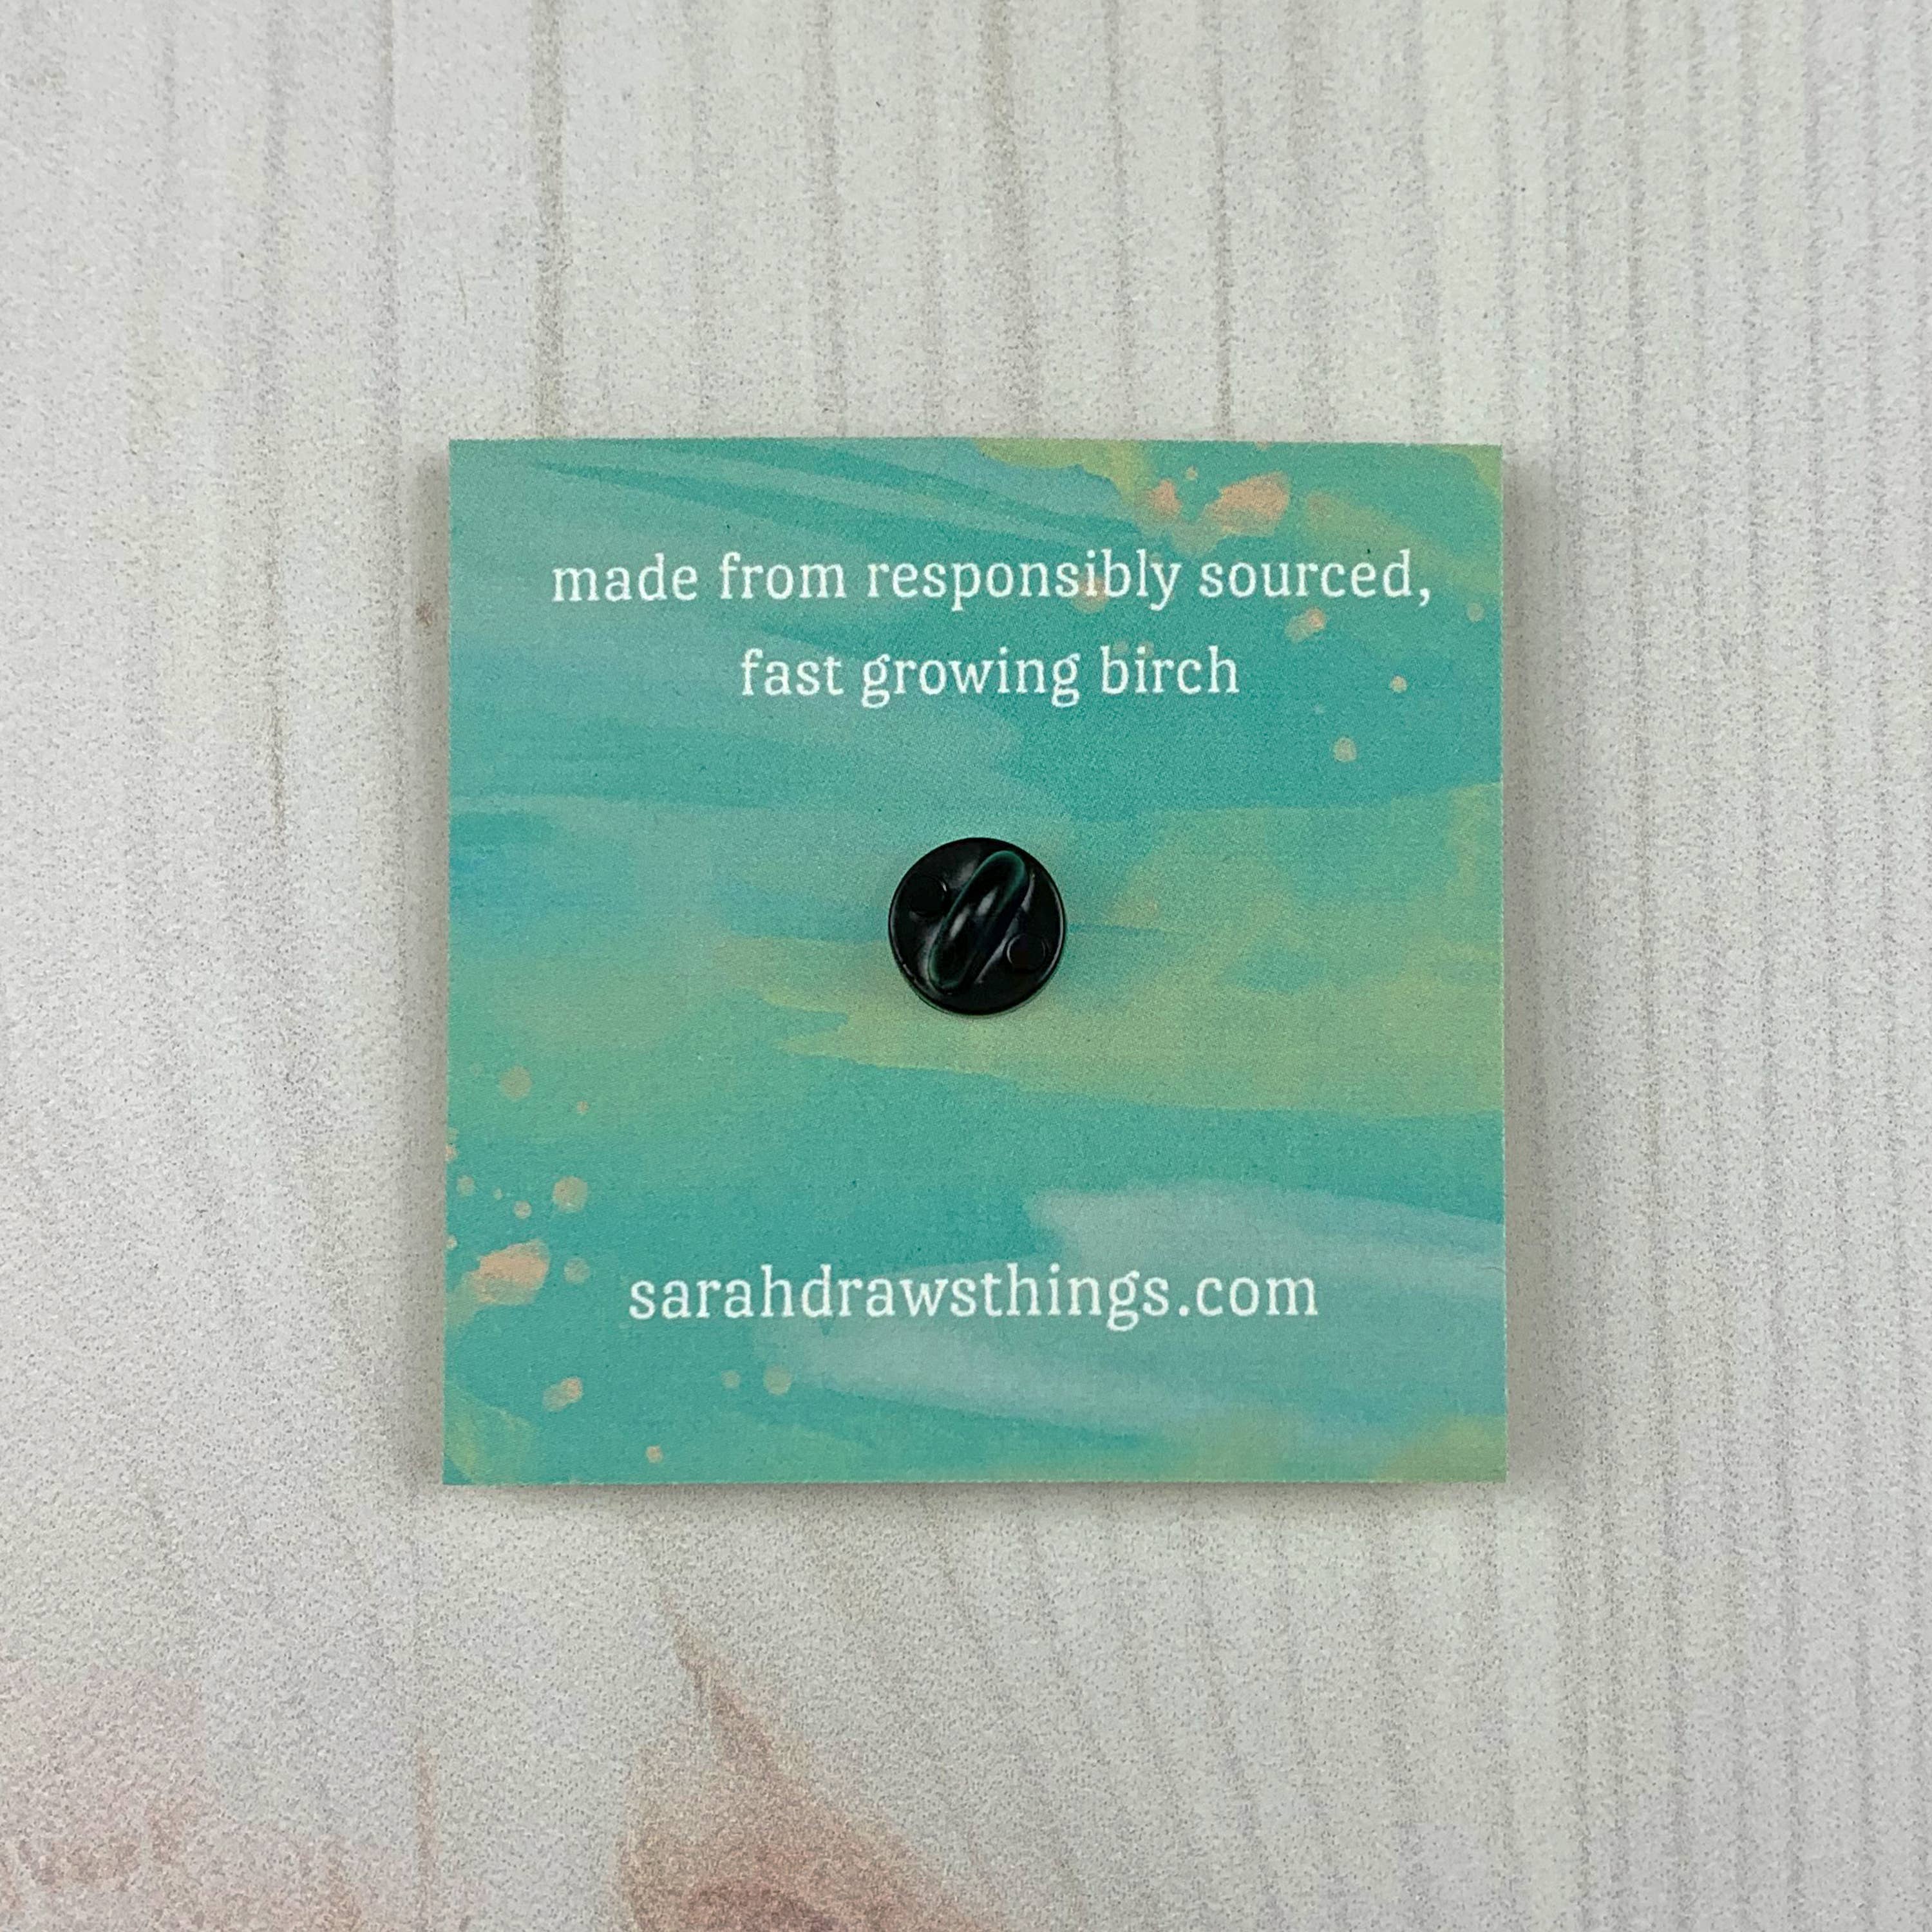 made from responsibly sourced,
fast growing birch
sarahdrawsthings.com